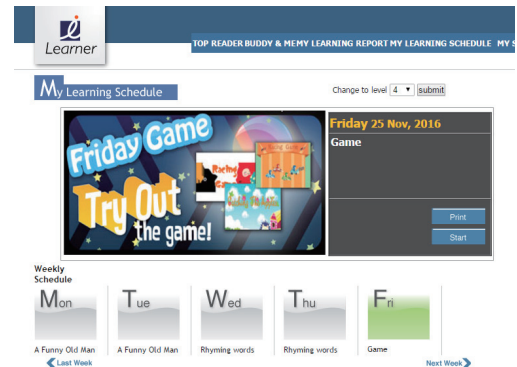 Learner
TOP READER BUDDY & ME MY LEARNING REPORT MY LEARNING SCHEDULE MY S
My Learning Schedule
Change to level 4 submit
Friday Game
Try Out
the game!
Racing
Friday 25 Nov, 2016
Game
Print
Start
Weekly
Schedule
Mon Tue Wed Thu Fri
A Funny Old Man A Funny Old Man Rhyming words Rhyming words Game
Last Week Next Week